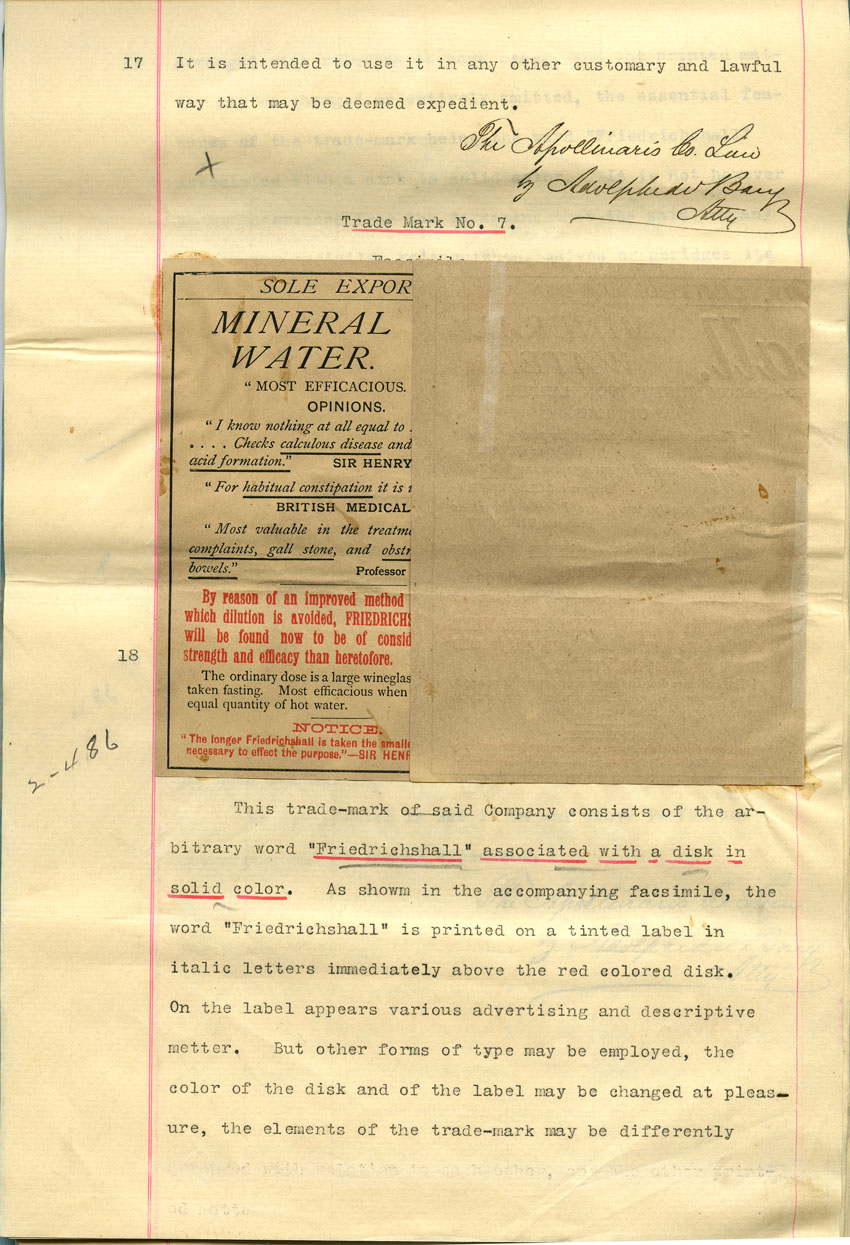 17 It is intended to use it in any other customary and lawful
way that may be deemed expedient.
The Apollinaris Co. Lim
by Adolphe de Bary
Atty
Trade Mark No. 7.
Facsimile
SOLE EXPOR
MINERAL
WATER.
"MOST EFFICACIOUS.
OPINIONS.
"I know nothing at all equal to
. . . . Checks calculous disease and
acid formation." SIR HENRY
"For habitual constipation it is
BRITISH MEDICAL
"Most valuable in the treatm
complaints, gall stone, and obstr
bowels." Professor
By reason of an improved method
which dilution is avoided, FRIEDRICHS
will be found now to be of consid
strength and efficacy than heretofore.
The ordinary dose is a large wineglas
taken fasting. Most efficacious when
equal quantity of hot water.
NOTICE.
"The longer Friedrichshall is taken the smalle
necessary to effect the purpose."—SIR HENR
18
2-486
This trade-mark of said Company consists of the ar-
bitrary word "Friedrichshall" associated with a disk in
solid color. As showm in the accompanying facsimile, the
word "Friedrichshall" is printed on a tinted label in
italic letters immediately above the red colored disk.
On the label appears various advertising and descriptive
metter. But other forms of type may be employed, the
color of the disk and of the label may be changed at pleas-
ure, the elements of the trade-mark may be differently